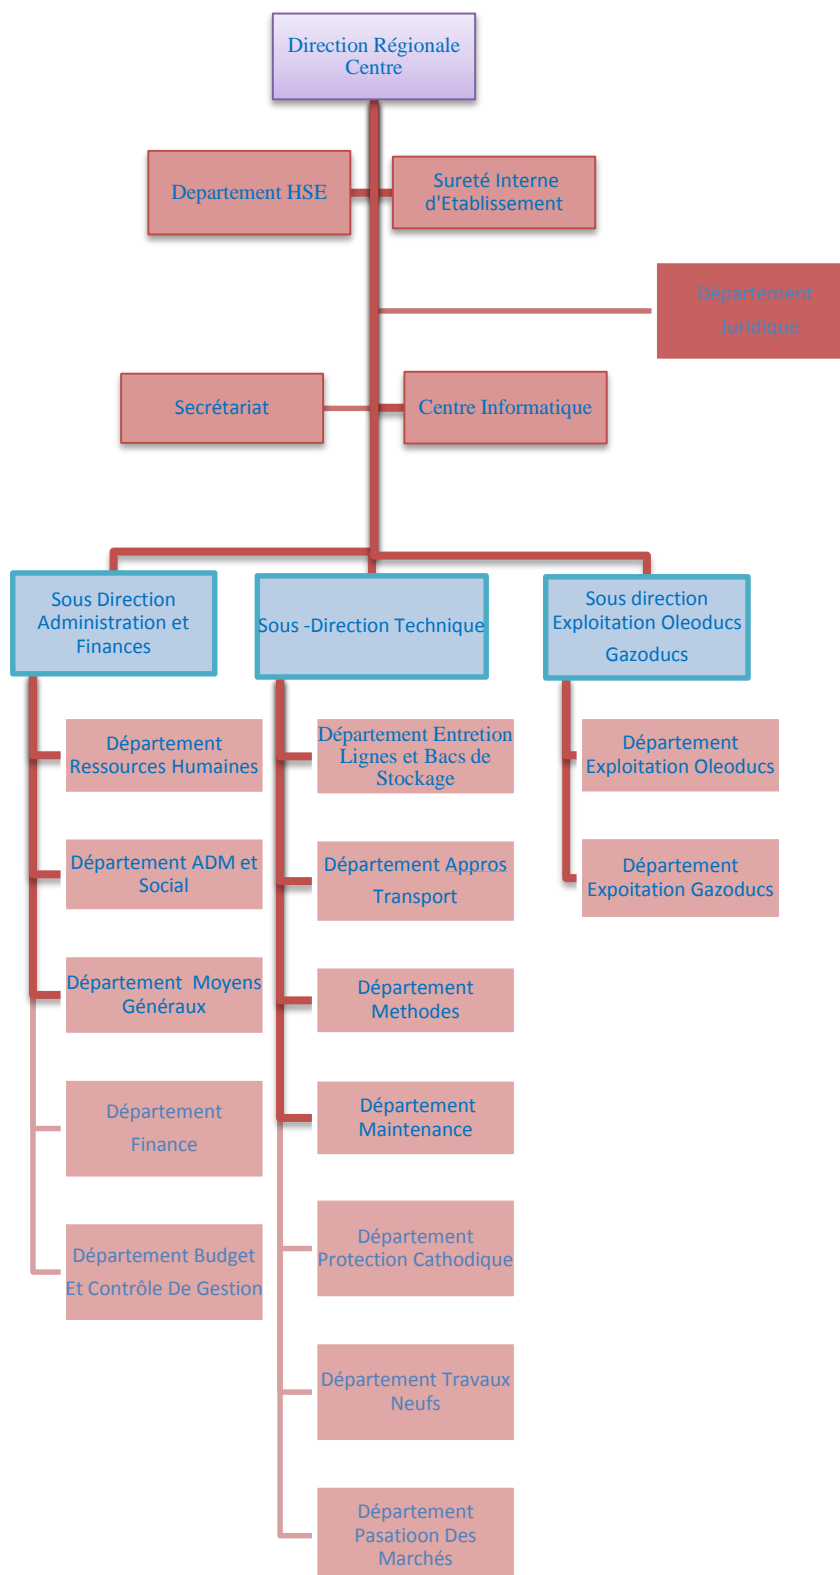 Direction Régionale
Centre
Departement HSE
Sureté Interne
d'Etablissement
Département
Juridique
Secrétariat
Centre Informatique
Sous Direction
Administration et
Finances
Sous -Direction Technique
Sous direction
Exploitation Oleoducs
Gazoducs
Département
Ressources Humaines
Département ADM et
Social
Département  Moyens
Généraux
Département
Finance
Département Budget
Et Contrôle De Gestion
Département Entretion
Lignes et Bacs de
Stockage
Département Appros
Transport
Département
Methodes
Département
Maintenance
Département
Protection Cathodique
Département Travaux
Neufs
Département
Pasatioon Des
Marchés
Département
Exploitation Oleoducs
Département
Expoitation Gazoducs